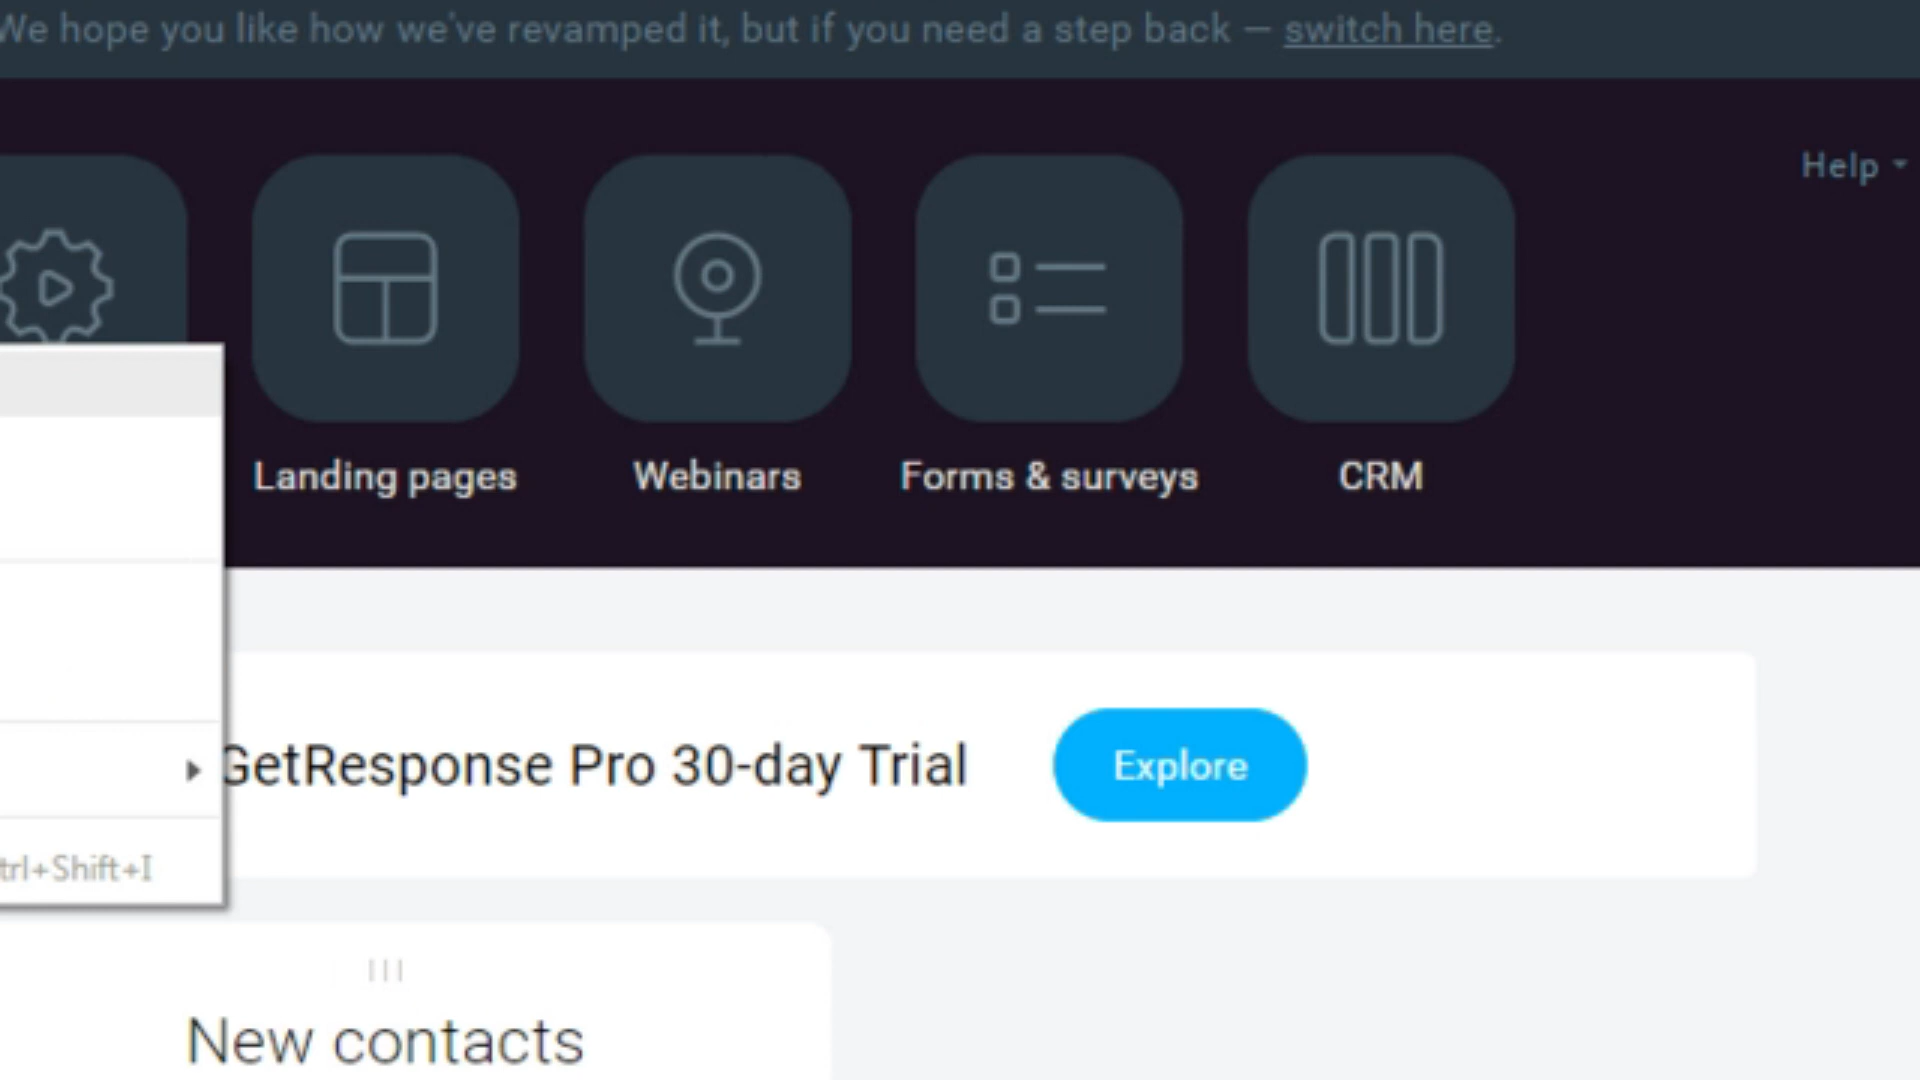 We hope you like how we've revamped it, but if you need a step back — switch here.
Help
Landing pages
Webinars
Forms & surveys
CRM
GetResponse Pro 30-day Trial
Explore
trl+Shift+I
New contacts